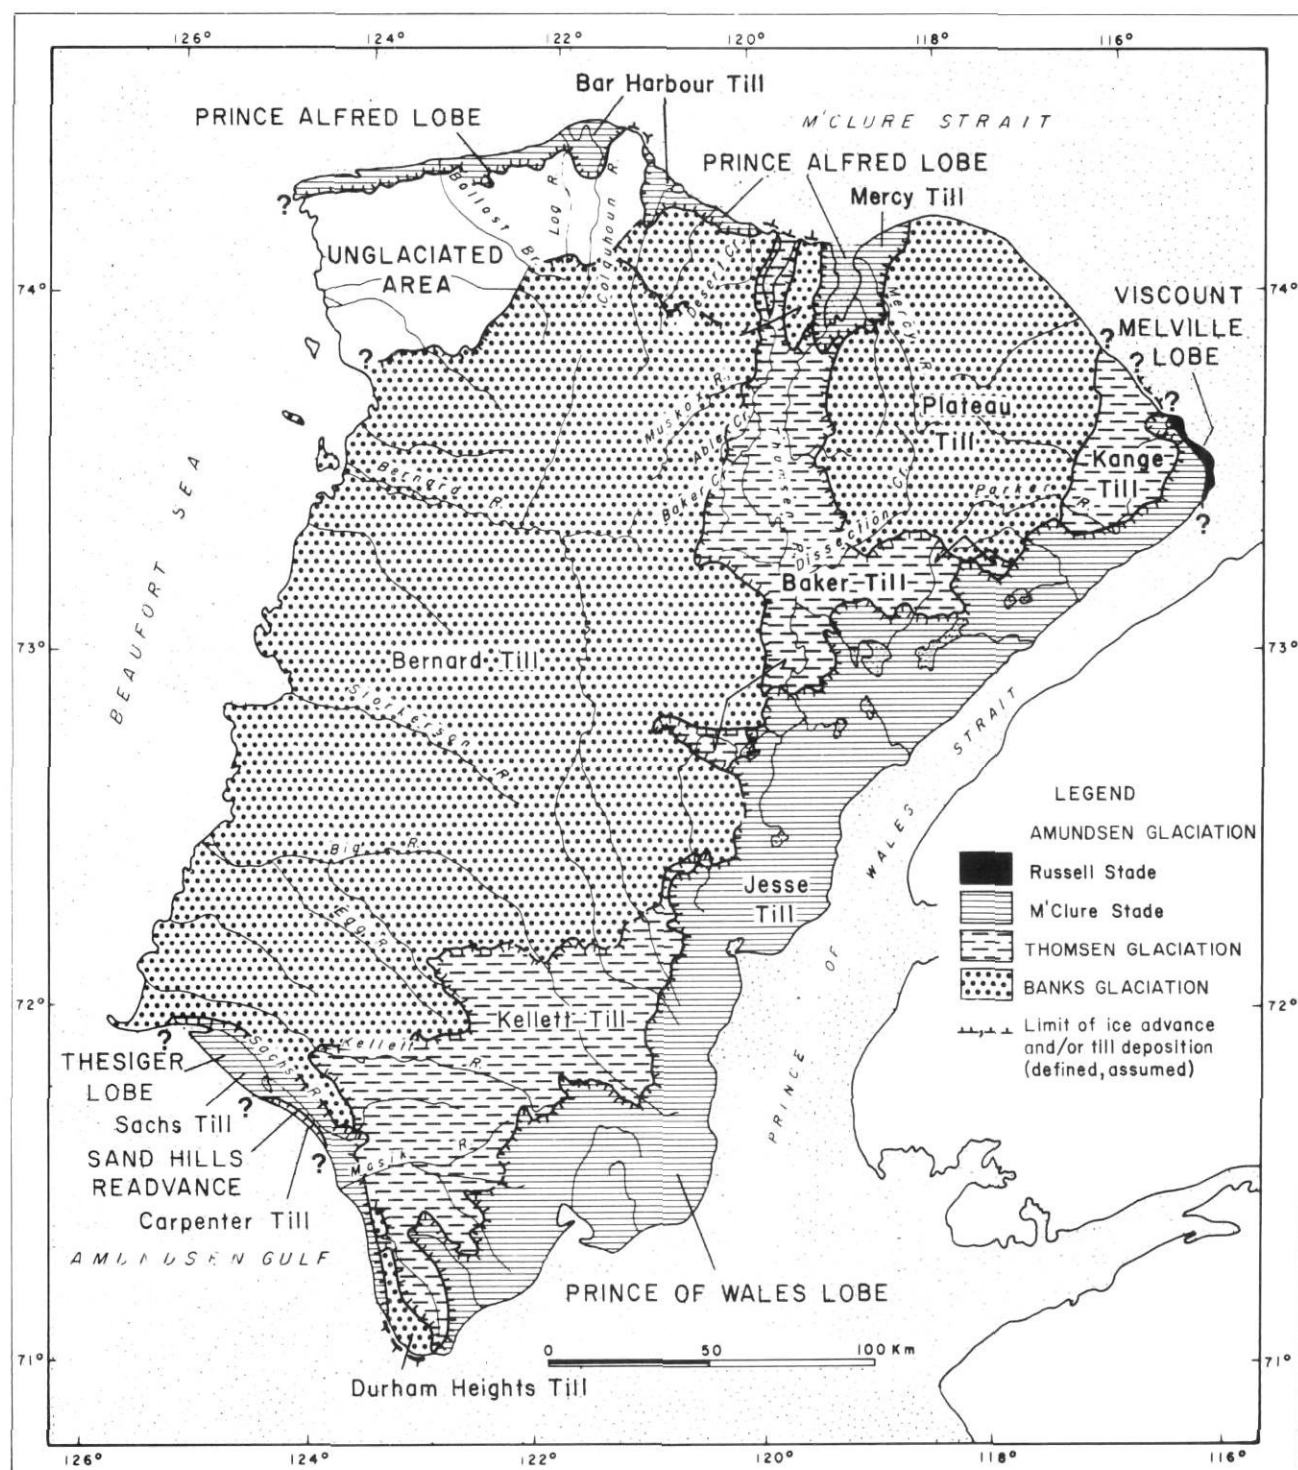 126° 124° 122° 120° 118° 116°
Bar Harbour Till
PRINCE ALFRED LOBE
M'CLURE STRAIT
PRINCE ALFRED LOBE
Mercy Till
?
Ballast Br.
Log R.
Colquhoun R.
UNGLACIATED
AREA
Desert Cr.
Mercy R.
74° 74°
VISCOUNT
MELVILLE
LOBE
?
?
?
?
Muskox R.
Able Cr.
Thomsen R.
Plateau
Till
Kange
Till
Bernard R.
Baker Cr.
Parker R.
?
Dissection Cr.
BEAUFORT SEA
Baker Till
73° 73°
Bernard Till
Storkerson R.
PRINCE OF WALES STRAIT
LEGEND
AMUNDSEN GLACIATION
Russell Stade
M'Clure Stade
THOMSEN GLACIATION
BANKS GLACIATION
Limit of ice advance
and/or till deposition
(defined, assumed)
Big R.
Egg R.
Jesse
Till
72° 72°
Kellett Till
?
Sachs R.
Kellett R.
THESIGER
LOBE
Sachs Till
?
SAND HILLS
READVANCE
?
Masik R.
Carpenter Till
AMUNDSEN GULF
PRINCE OF WALES LOBE
71° 71°
0 50 100 Km
Durham Heights Till
126° 124° 122° 120° 118° 116°